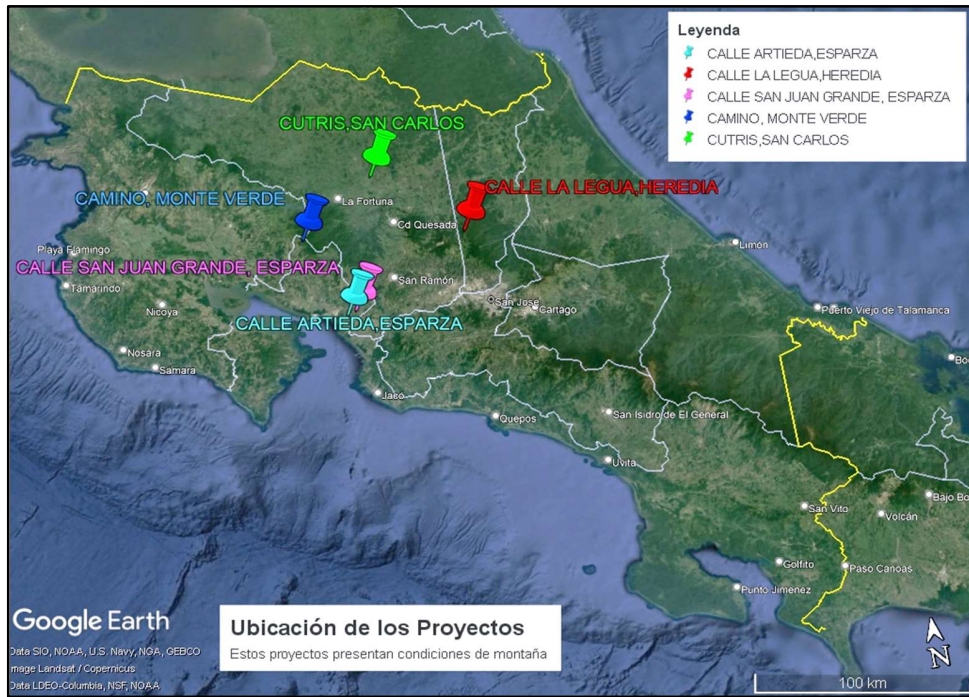 Leyenda
CALLE ARTIEDA,ESPARZA
CALLE LA LEGUA,HEREDIA
CALLE SAN JUAN GRANDE, ESPARZA
CAMINO, MONTE VERDE
CUTRIS,SAN CARLOS
CUTRIS,SAN CARLOS
CALLE LA LEGUA,HEREDIA
CAMINO, MONTE VERDE
La Fortuna
Cd Quesada
Limón
Playa Flamingo
CALLE SAN JUAN GRANDE, ESPARZA
San Ramón
Tamarindo
Nicoya
San José
Cartago
Puerto Viejo de Talamanca
CALLE ARTIEDA,ESPARZA
Nosara
Samara
Jacó
Quepos
San Isidro de El General
Uvita
San Vito
Volcán
Bajo Bo
Golfito
Paso Canoas
Punto Jimenez
Google Earth
Data SIO, NOAA, U.S. Navy, NGA, GEBCO
Image Landsat / Copernicus
Data LDEO-Columbia, NSF, NOAA
Ubicación de los Proyectos
Estos proyectos presentan condiciones de montaña
N
100 km